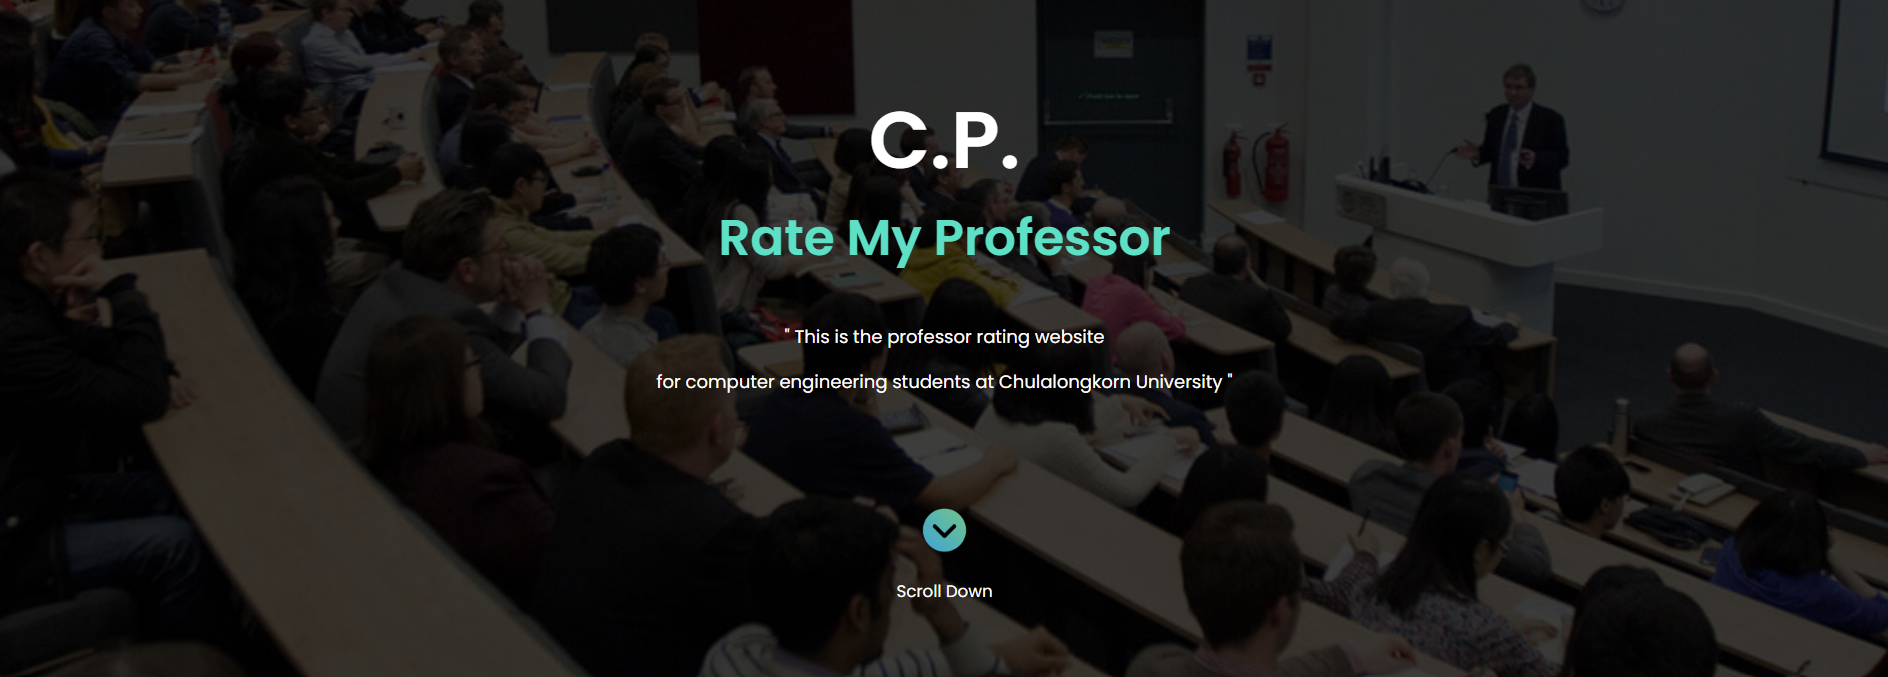 C.P.
Rate My Professor
" This is the professor rating website
for computer engineering students at Chulalongkorn University "
Scroll Down